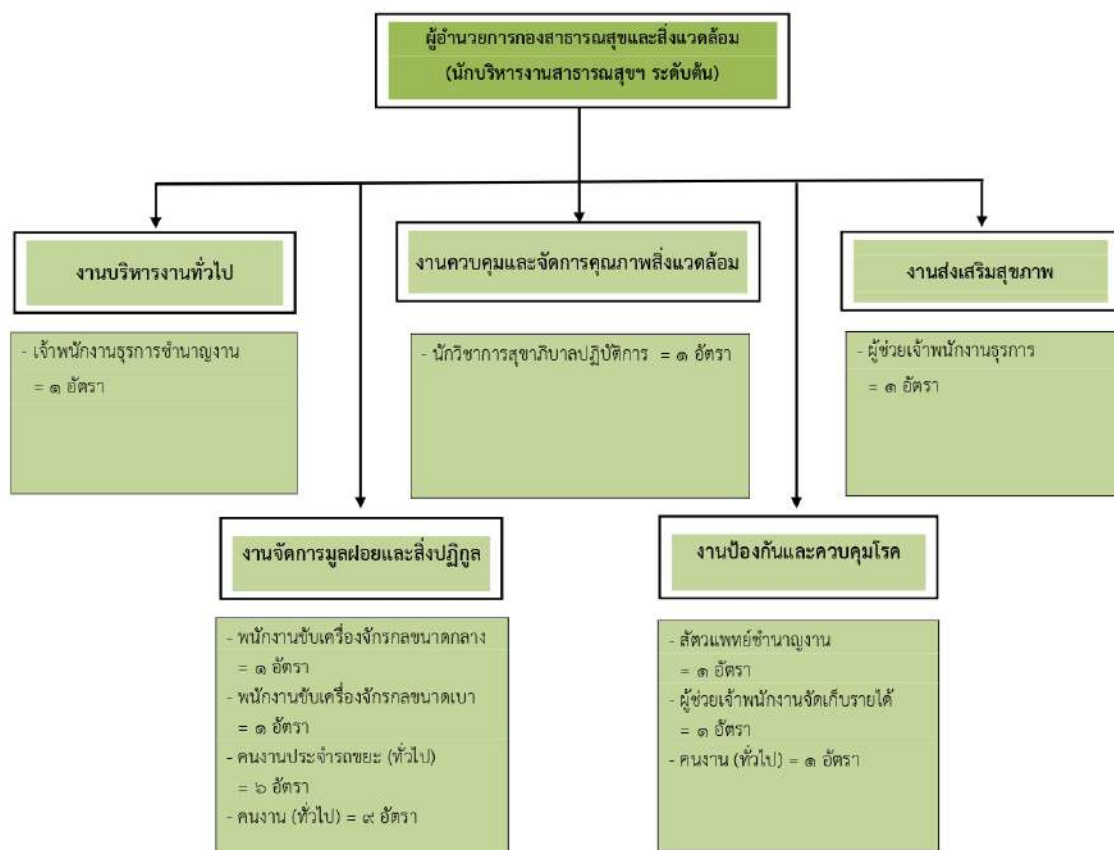 ผู้อำนวยการกองสาธารณสุขและสิ่งแวดล้อม
(นักบริหารงานสาธารณสุขฯ ระดับต้น)
งานบริหารงานทั่วไป
- เจ้าพนักงานธุรการชำนาญงาน
= ๑ อัตรา
งานควบคุมและจัดการคุณภาพสิ่งแวดล้อม
- นักวิชาการสุขาภิบาลปฏิบัติการ = ๑ อัตรา
งานส่งเสริมสุขภาพ
- ผู้ช่วยเจ้าพนักงานธุรการ
= ๑ อัตรา
งานจัดการมูลฝอยและสิ่งปฏิกูล
- พนักงานขับเครื่องจักรกลขนาดกลาง
= ๑ อัตรา
- พนักงานขับเครื่องจักรกลขนาดเบา
= ๑ อัตรา
- คนงานประจำรถขยะ (ทั่วไป)
= ๖ อัตรา
- คนงาน (ทั่วไป) = ๙ อัตรา
งานป้องกันและควบคุมโรค
- สัตวแพทย์ชำนาญงาน
= ๑ อัตรา
- ผู้ช่วยเจ้าพนักงานจัดเก็บรายได้
= ๑ อัตรา
- คนงาน (ทั่วไป) = ๑ อัตรา